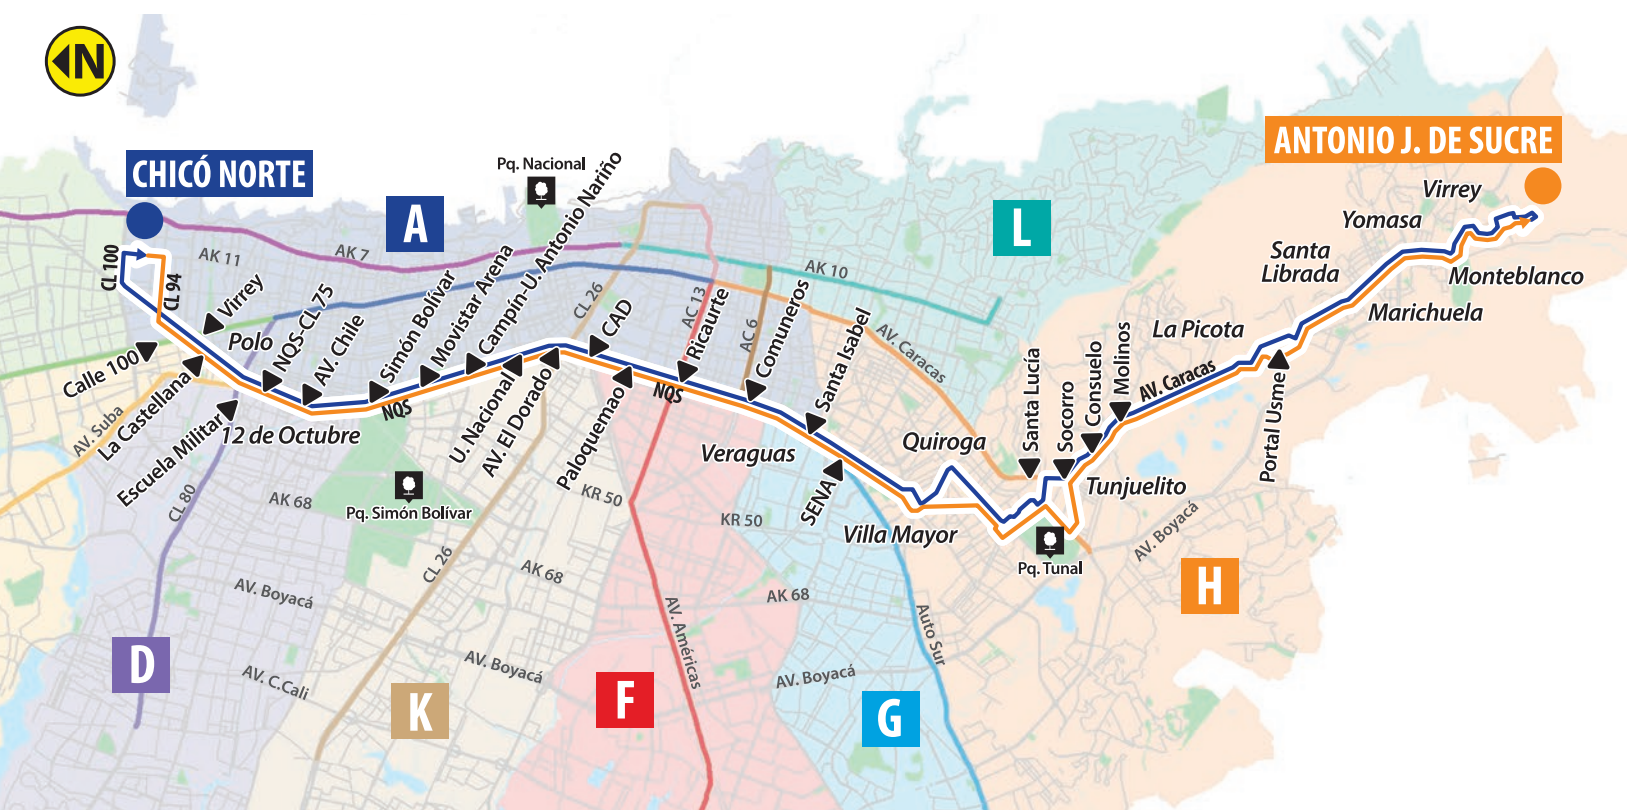 N
CHICÓ NORTE
ANTONIO J. DE SUCRE
Pq. Nacional
A
L
Virrey
Yomasa
Santa
Librada
Monteblanco
Marichuela
La Picota
CL 100
CL 94
AK 11
AK 7
AK 10
CL 26
AC 13
AC 6
AV. Caracas
Virrey
Polo
NQS-CL 75
AV. Chile
Simón Bolívar
Movistar Arena
Campín-U. Antonio Nariño
CAD
Ricaurte
Comuneros
Santa Isabel
Calle 100
La Castellana
Escuela Militar
12 de Octubre
NQS
U. Nacional
AV. El Dorado
Paloquemao
NQS
Veraguas
SENA
Quiroga
Villa Mayor
Santa Lucía
Socorro
Consuelo
Molinos
AV. Caracas
Portal Usme
Tunjuelito
AV. Suba
CL 80
AK 68
Pq. Simón Bolívar
KR 50
KR 50
Pq. Tunal
AV. Boyacá
CL 26
AK 68
AK 68
AV. Boyacá
AV. Américas
Auto Sur
H
D
AV. C.Cali
AV. Boyacá
AV. Boyacá
K
F
G